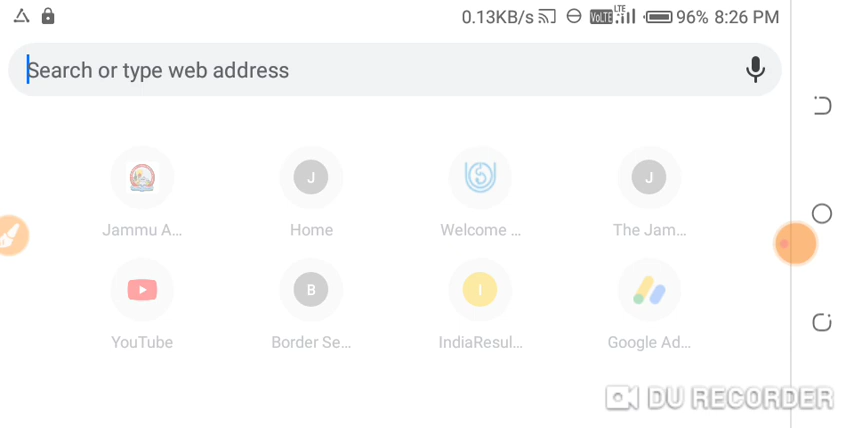 0.13KB/s VoLTE LTE 96% 8:26 PM
Search or type web address
Jammu A... Home Welcome ... The Jam...
J J
YouTube Border Se... IndiaResul... Google Ad...
B I
DU RECORDER